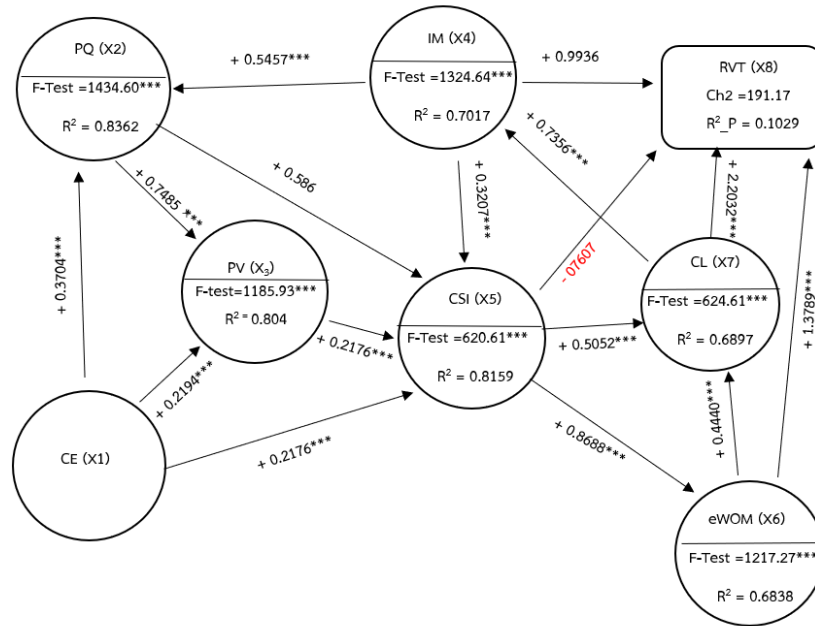 PQ (X2)
F-Test =1434.60***
R² = 0.8362
IM (X4)
F-Test =1324.64***
R² = 0.7017
RVT (X8)
Ch2 =191.17
R²_P = 0.1029
+ 0.5457***
+ 0.9936
+ 0.7356***
+ 0.586
+ 0.3207***
+ 2.2032***
+ 0.7485 ***
+ 0.3704***
PV (X₃)
F-test=1185.93***
R² = 0.804
CSI (X5)
F-Test =620.61***
R² = 0.8159
- 07607
CL (X7)
F-Test =624.61***
R² = 0.6897
+ 1.3789***
+ 0.2176***
+ 0.5052***
+ 0.2194***
CE (X1)
+ 0.2176***
+ 0.8688***
+ 0.4440***
eWOM (X6)
F-Test =1217.27***
R² = 0.6838